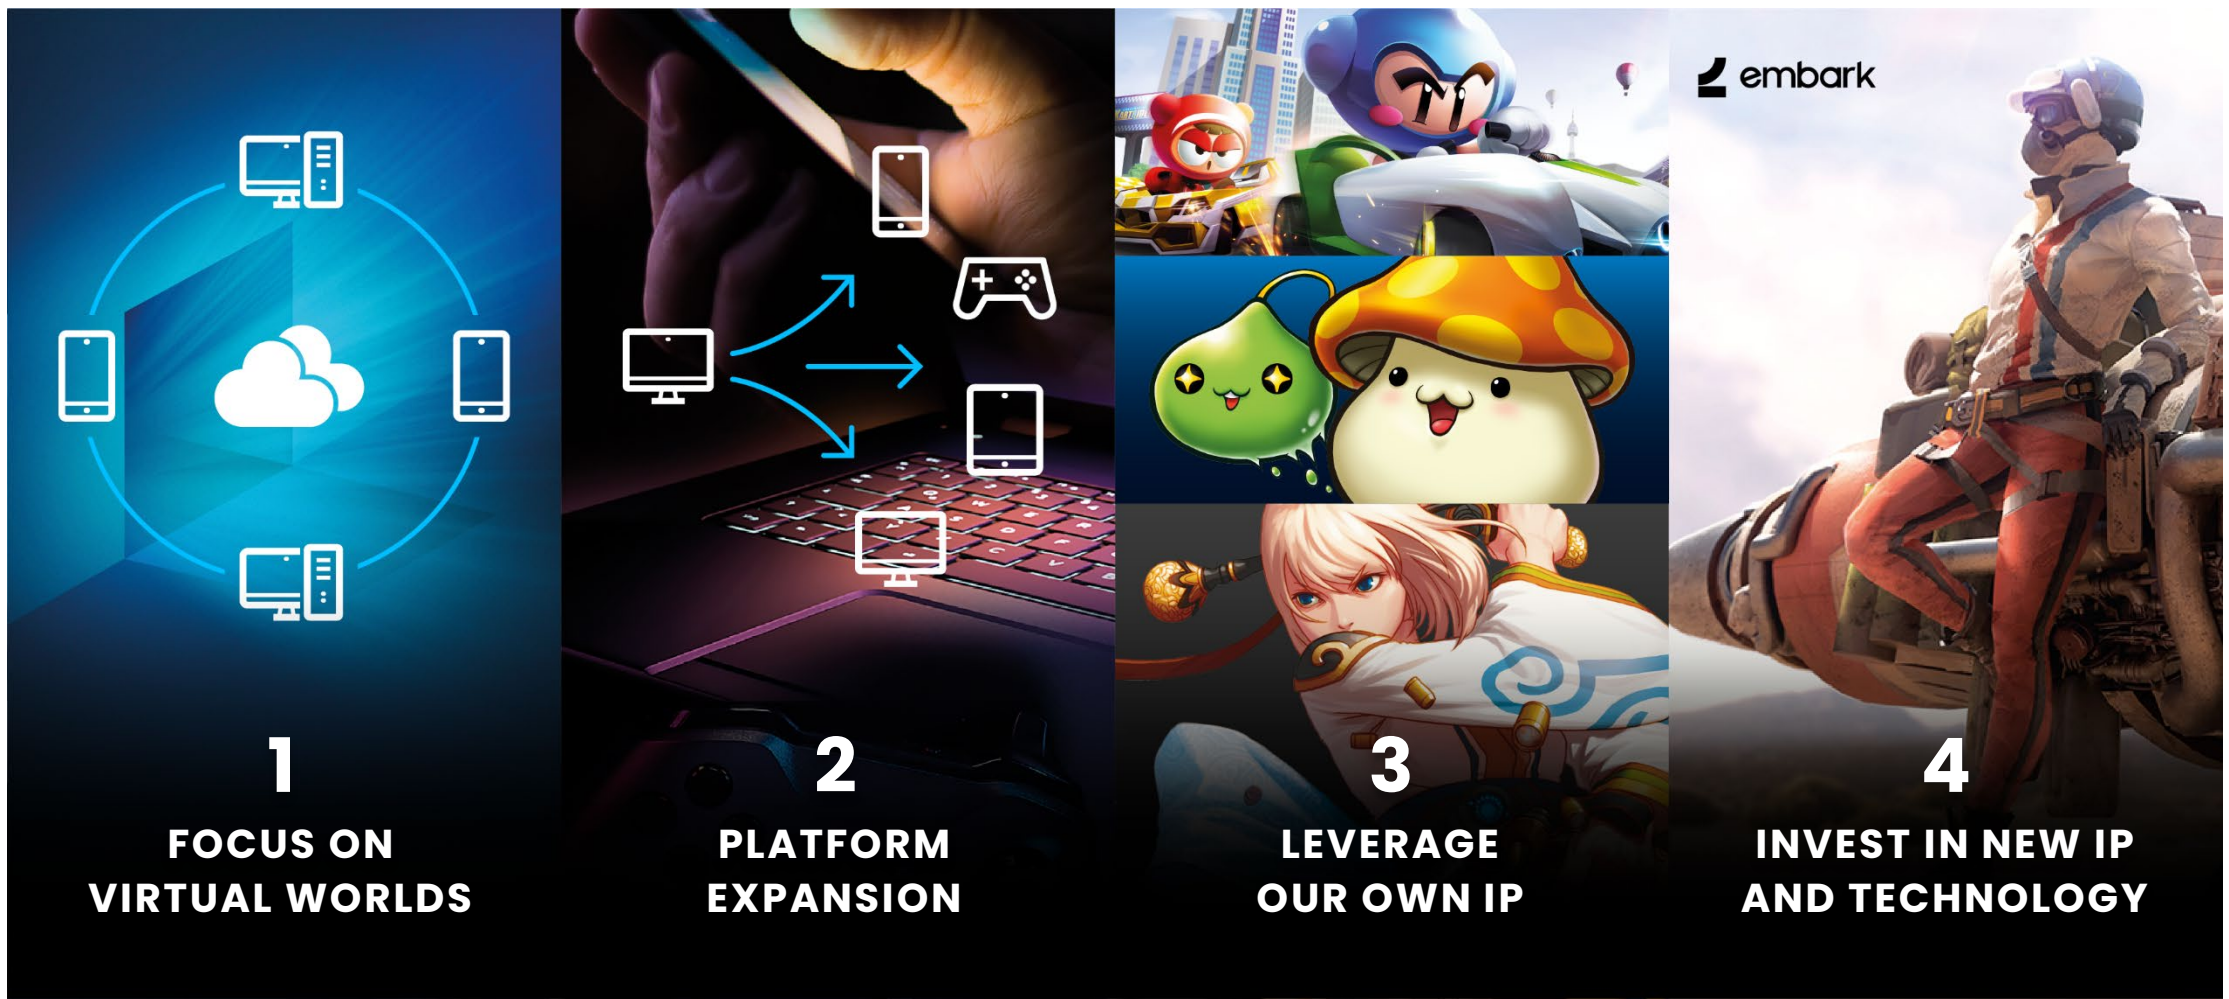 embark
1
FOCUS ON
VIRTUAL WORLDS
2
PLATFORM
EXPANSION
3
LEVERAGE
OUR OWN IP
4
INVEST IN NEW IP
AND TECHNOLOGY